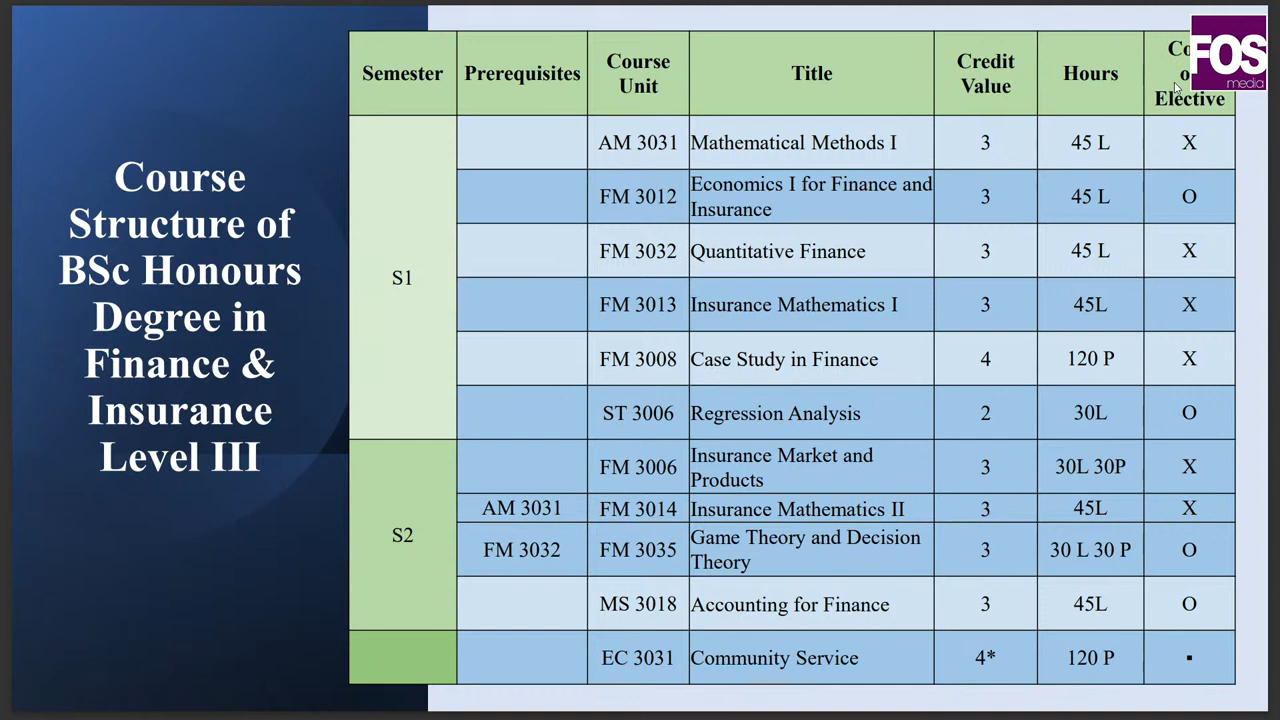 Course
Structure of
BSc Honours
Degree in
Finance &
Insurance
Level III
Semester Prerequisites Course Unit Title Credit Value Hours Elective
FOS
media
S1
AM 3031 Mathematical Methods I 3 45 L X
FM 3012 Economics I for Finance and Insurance 3 45 L O
FM 3032 Quantitative Finance 3 45 L X
FM 3013 Insurance Mathematics I 3 45L X
FM 3008 Case Study in Finance 4 120 P X
ST 3006 Regression Analysis 2 30L O
S2
FM 3006 Insurance Market and Products 3 30L 30P X
AM 3031 FM 3014 Insurance Mathematics II 3 45L X
FM 3032 FM 3035 Game Theory and Decision Theory 3 30 L 30 P O
MS 3018 Accounting for Finance 3 45L O
EC 3031 Community Service 4* 120 P ▪